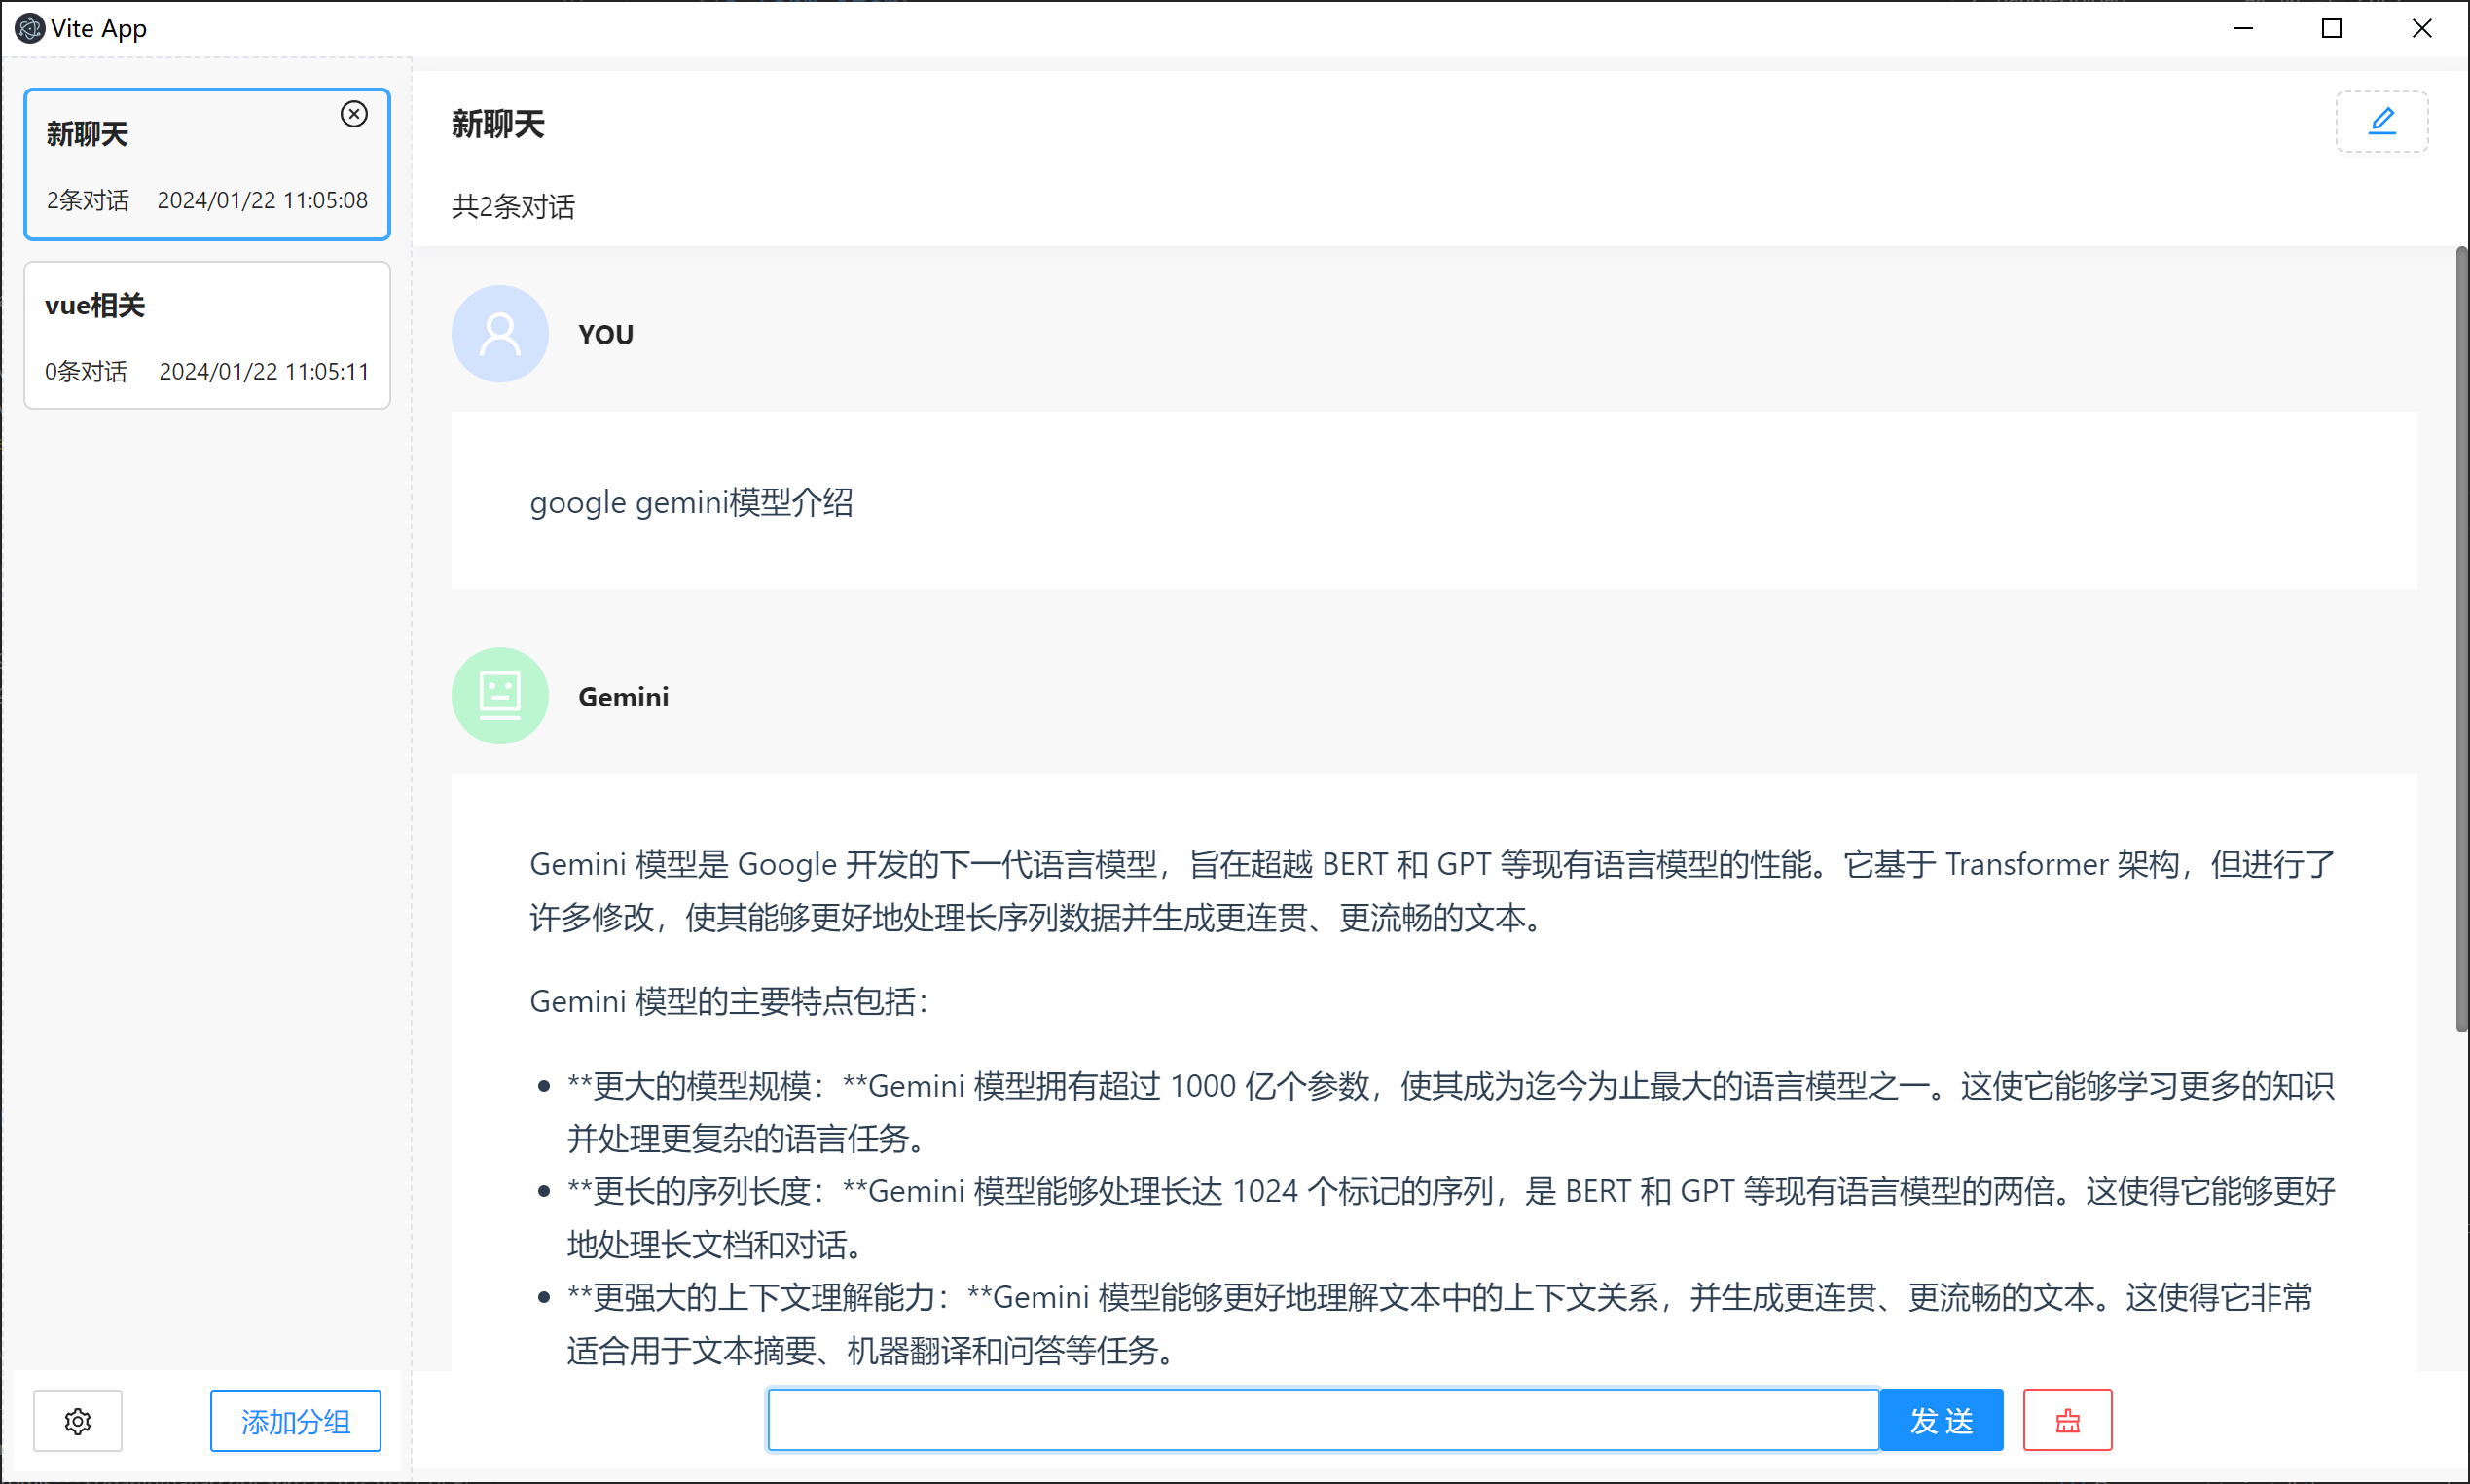 Vite App
新聊天
2条对话 2024/01/22 11:05:08
vue相关
0条对话 2024/01/22 11:05:11
添加分组
新聊天
共2条对话
YOU
google gemini模型介绍
Gemini
Gemini 模型是 Google 开发的下一代语言模型，旨在超越 BERT 和 GPT 等现有语言模型的性能。它基于 Transformer 架构，但进行了
许多修改，使其能够更好地处理长序列数据并生成更连贯、更流畅的文本。
Gemini 模型的主要特点包括：
**更大的模型规模：**Gemini 模型拥有超过 1000 亿个参数，使其成为迄今为止最大的语言模型之一。这使它能够学习更多的知识
并处理更复杂的语言任务。
**更长的序列长度：**Gemini 模型能够处理长达 1024 个标记的序列，是 BERT 和 GPT 等现有语言模型的两倍。这使得它能够更好
地处理长文档和对话。
**更强大的上下文理解能力：**Gemini 模型能够更好地理解文本中的上下文关系，并生成更连贯、更流畅的文本。这使得它非常
适合用于文本摘要、机器翻译和问答等任务。
发 送